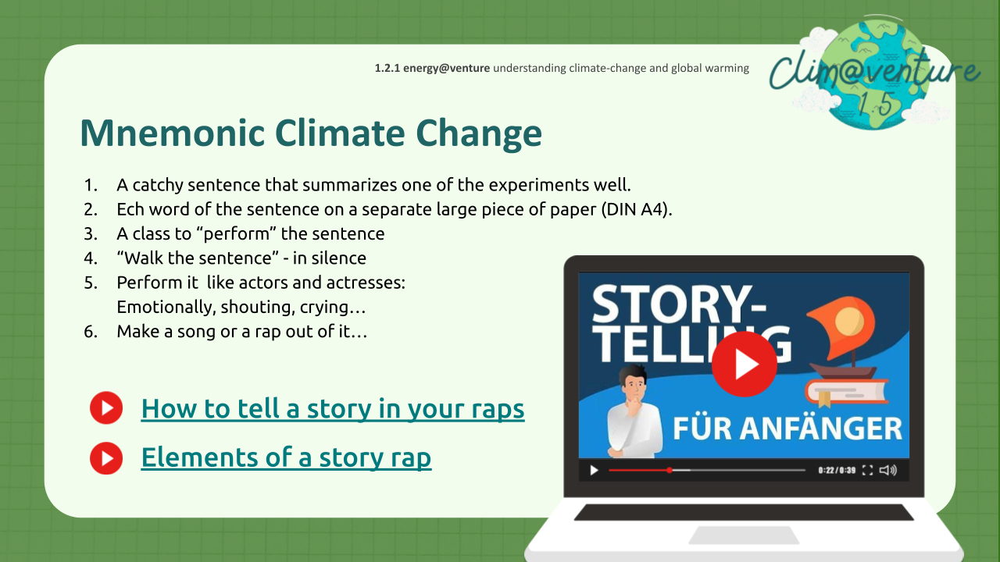 1.2.1 energy@venture understanding climate-change and global warming
Clim@venture
1.5
Mnemonic Climate Change
1. A catchy sentence that summarizes one of the experiments well.
2. Ech word of the sentence on a separate large piece of paper (DIN A4).
3. A class to “perform” the sentence
4. “Walk the sentence” - in silence
5. Perform it  like actors and actresses:
Emotionally, shouting, crying…
6. Make a song or a rap out of it…
How to tell a story in your raps
Elements of a story rap
STORY-
TELLING
FÜR ANFÄNGER
0:22/0:39